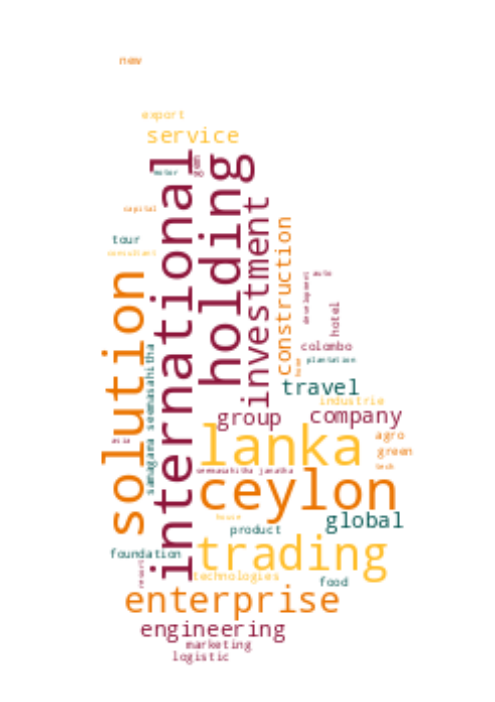 new
export
service
motor
international
holding
capital
tour
consultant
investment
construction
solution
samagara seemasahitha
auto
development
hotel
colombo
plantation
travel
industrie
group
company
lanka
agro
asia
green
tech
seemasahitha janatha
ceylon
house
global
product
trading
foundation
resort
technologies
food
enterprise
engineering
marketing
logistic